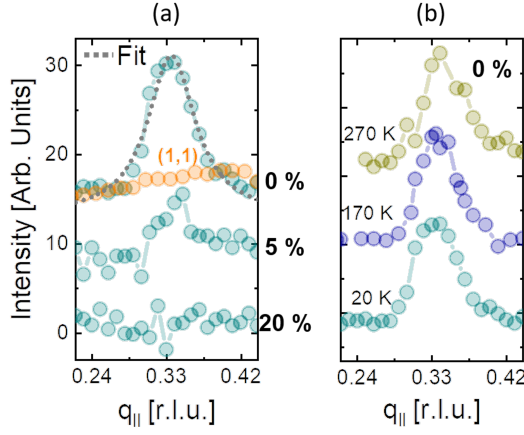 (a)
(b)
Intensity [Arb. Units]
30
20
10
0
Fit
(1,1)
0 %
5 %
20 %
0.24
0.33
0.42
q|| [r.l.u.]
0 %
270 K
170 K
20 K
0.24
0.33
0.42
q|| [r.l.u.]